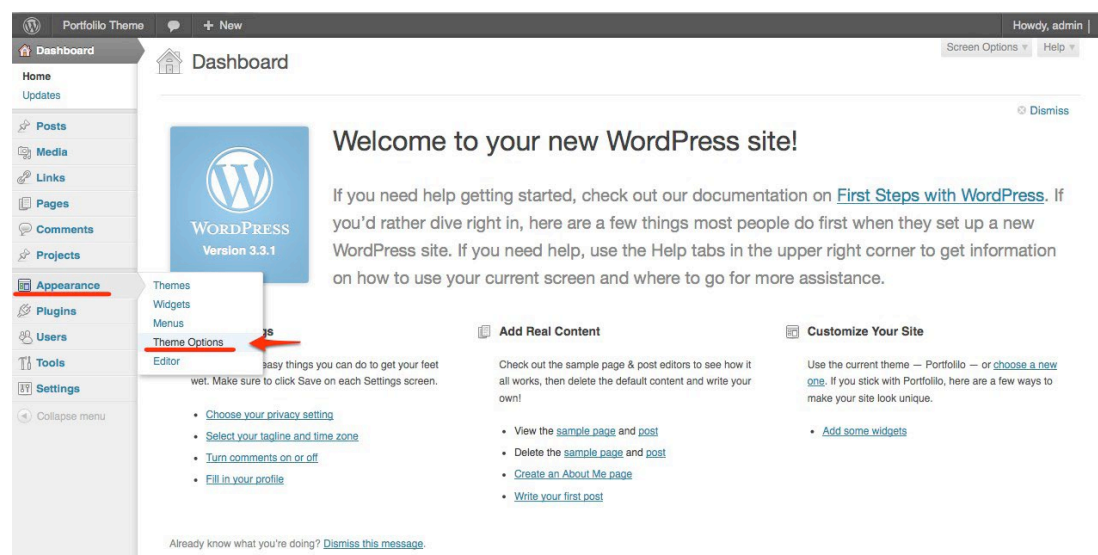 Portfolilo Theme + New Howdy, admin
Dashboard
Home
Updates
Posts
Media
Links
Pages
Comments
Projects
Appearance
Plugins
Users
Tools
Settings
Collapse menu
Themes
Widgets
Menus
Theme Options
Editor
Screen Options Help
Dashboard
Dismiss
WORDPRESS
Version 3.3.1
Welcome to your new WordPress site!
If you need help getting started, check out our documentation on First Steps with WordPress. If
you'd rather dive right in, here are a few things most people do first when they set up a new
WordPress site. If you need help, use the Help tabs in the upper right corner to get information
on how to use your current screen and where to go for more assistance.
gs
easy things you can do to get your feet
wet. Make sure to click Save on each Settings screen.
• Choose your privacy setting
• Select your tagline and time zone
• Turn comments on or off
• Fill in your profile
Add Real Content
Check out the sample page & post editors to see how it
all works, then delete the default content and write your
own!
• View the sample page and post
• Delete the sample page and post
• Create an About Me page
• Write your first post
Customize Your Site
Use the current theme — Portfolilo — or choose a new
one. If you stick with Portfolilo, here are a few ways to
make your site look unique.
• Add some widgets
Already know what you're doing? Dismiss this message.